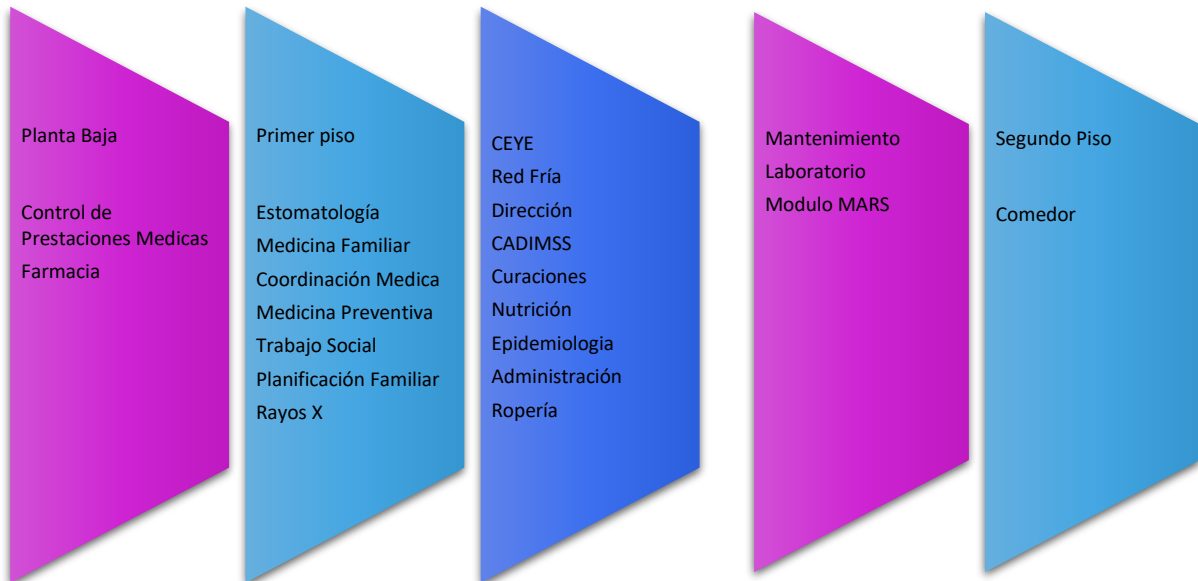 Planta Baja
Control de
Prestaciones Medicas
Farmacia
Primer piso
Estomatología
Medicina Familiar
Coordinación Medica
Medicina Preventiva
Trabajo Social
Planificación Familiar
Rayos X
CEYE
Red Fría
Dirección
CADIMSS
Curaciones
Nutrición
Epidemiologia
Administración
Ropería
Mantenimiento
Laboratorio
Modulo MARS
Segundo Piso
Comedor